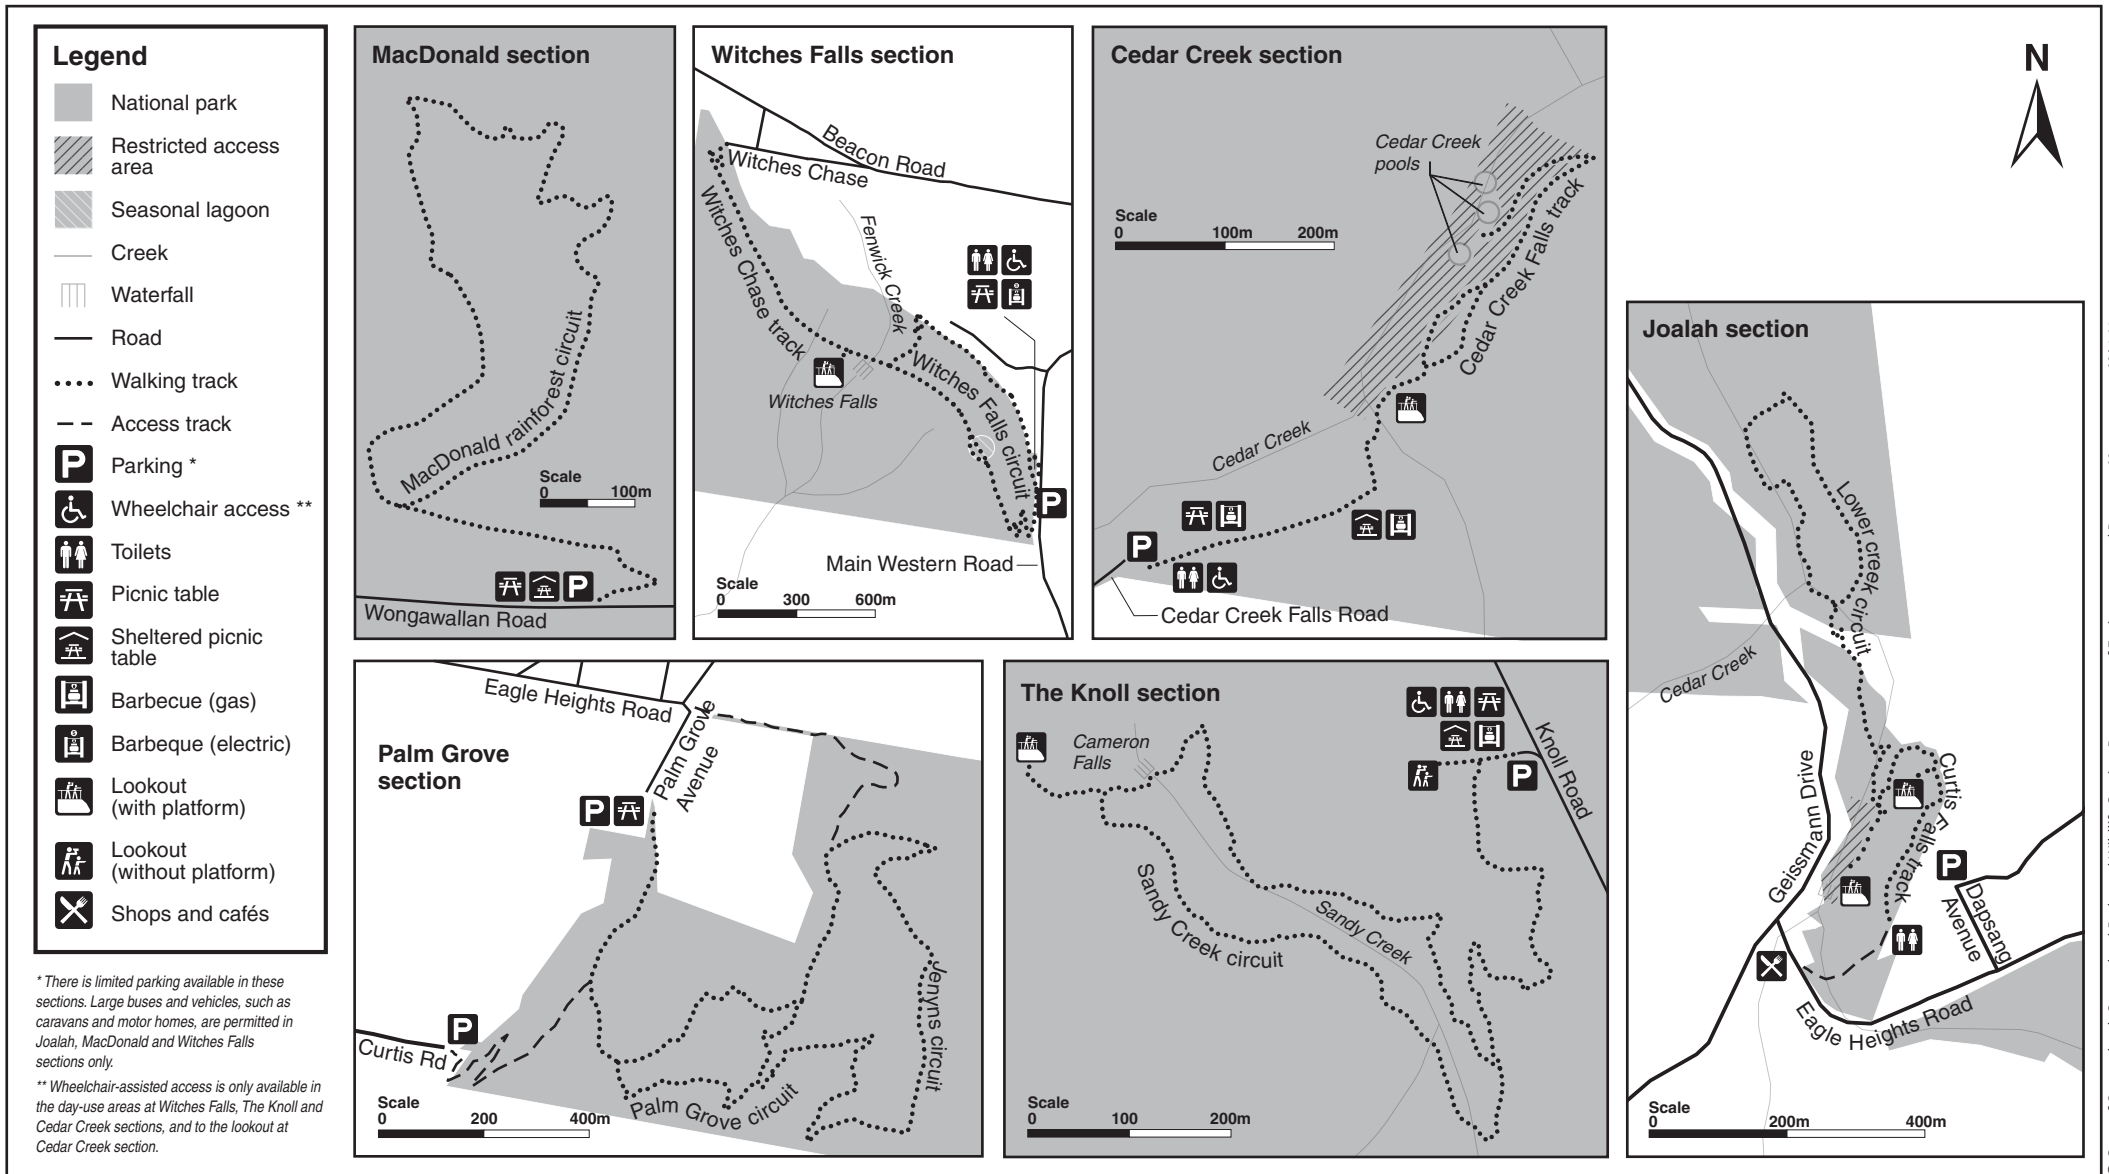 Legend
National park
Restricted access
area
Seasonal lagoon
Creek
Waterfall
Road
Walking track
Access track
P
Parking *
Wheelchair access **
Toilets
Picnic table
Sheltered picnic
table
Barbecue (gas)
Barbeque (electric)
Lookout
(with platform)
Lookout
(without platform)
Shops and cafés
* There is limited parking available in these
sections. Large buses and vehicles, such as
caravans and motor homes, are permitted in
Joalah, MacDonald and Witches Falls
sections only.
** Wheelchair-assisted access is only available in
the day-use areas at Witches Falls, The Knoll and
Cedar Creek sections, and to the lookout at
Cedar Creek section.
MacDonald section
MacDonald rainforest circuit
Scale
0 100m
P
Wongawallan Road
Witches Falls section
Beacon Road
Witches Chase
Witches Chase track
Fenwick Creek
Witches Falls
Witches Falls circuit
P
Main Western Road
Scale
0 300 600m
Cedar Creek section
Cedar Creek
pools
Scale
0 100m 200m
Cedar Creek Falls track
Cedar Creek
P
Cedar Creek Falls Road
N
Joalah section
Lower creek circuit
Cedar Creek
Curtis Falls track
Geissmann Drive
P
Dapsang
Avenue
Eagle Heights Road
Scale
0 200m 400m
Palm Grove
section
Eagle Heights Road
Palm Grove
Avenue
P
P
Curtis Rd
Jenyns circuit
Palm Grove circuit
Scale
0 200 400m
The Knoll section
Cameron
Falls
Knoll Road
P
Sandy Creek
Sandy Creek circuit
Scale
0 100 200m